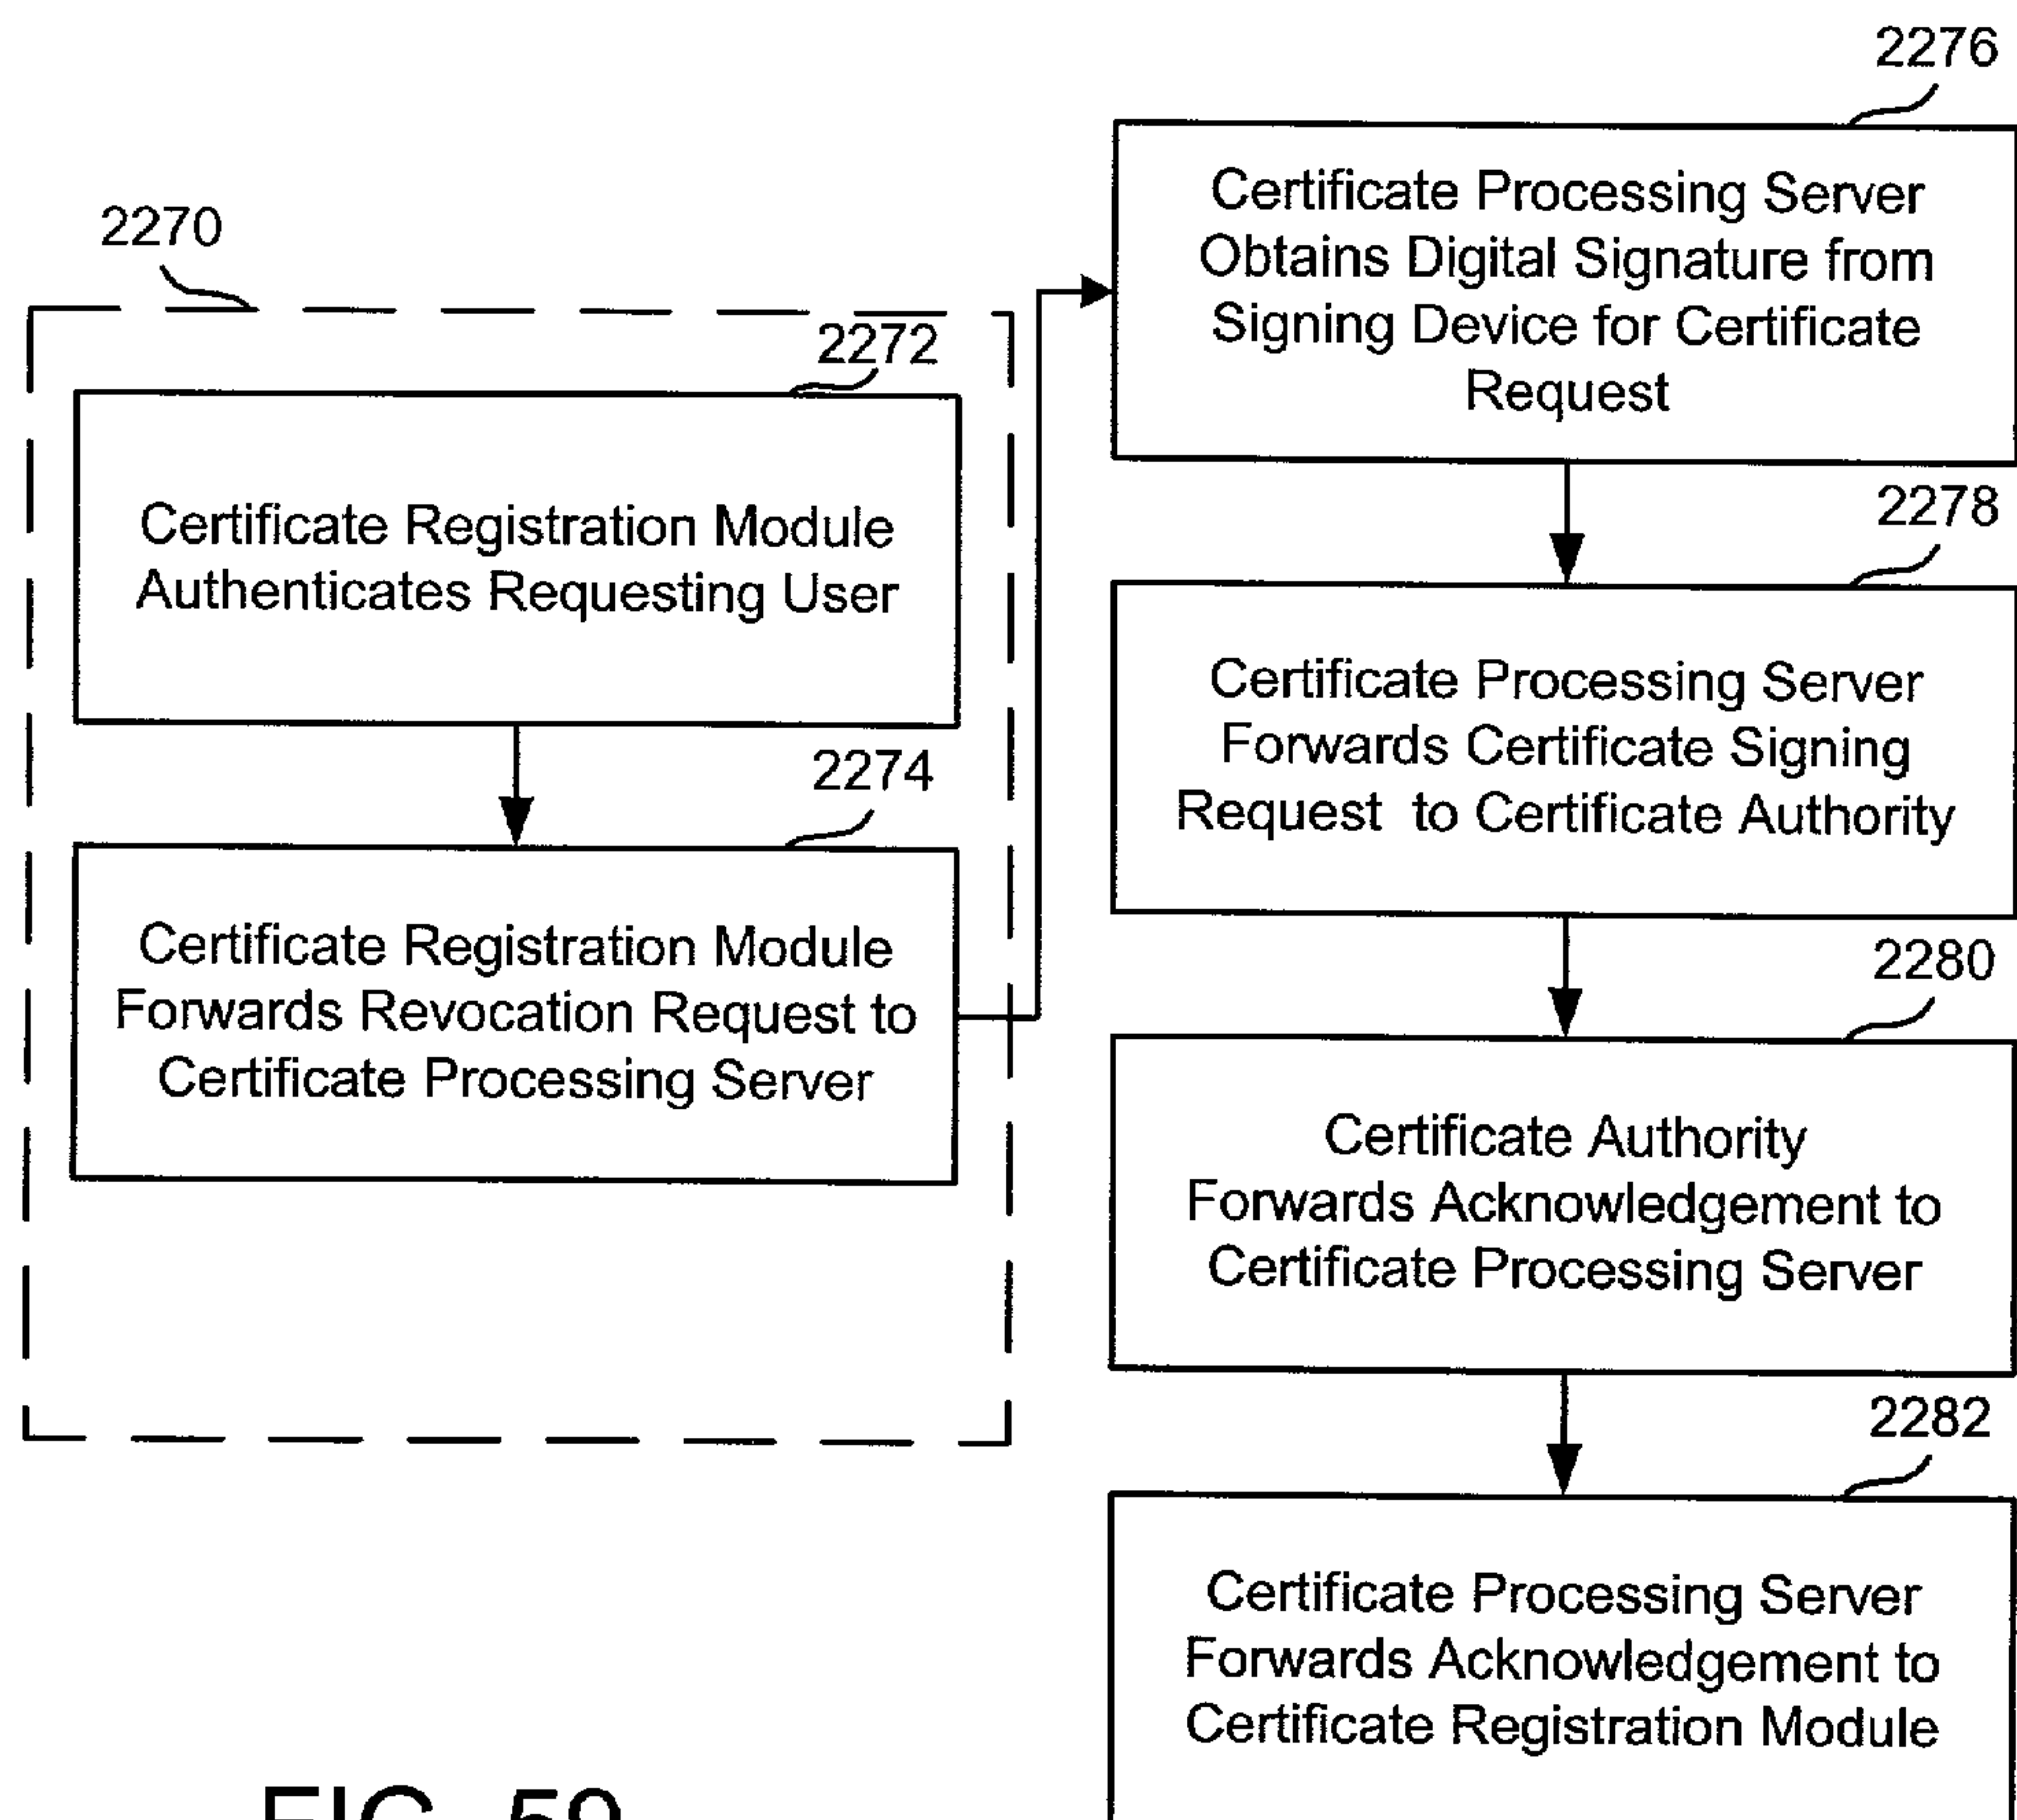 2276
Certificate Processing Server
Obtains Digital Signature from
Signing Device for Certificate
Request
2270
2272
Certificate Registration Module
Authenticates Requesting User
2274
Certificate Registration Module
Forwards Revocation Request to
Certificate Processing Server
2278
Certificate Processing Server
Forwards Certificate Signing
Request to Certificate Authority
2280
Certificate Authority
Forwards Acknowledgement to
Certificate Processing Server
2282
Certificate Processing Server
Forwards Acknowledgement to
Certificate Registration Module
FIG.